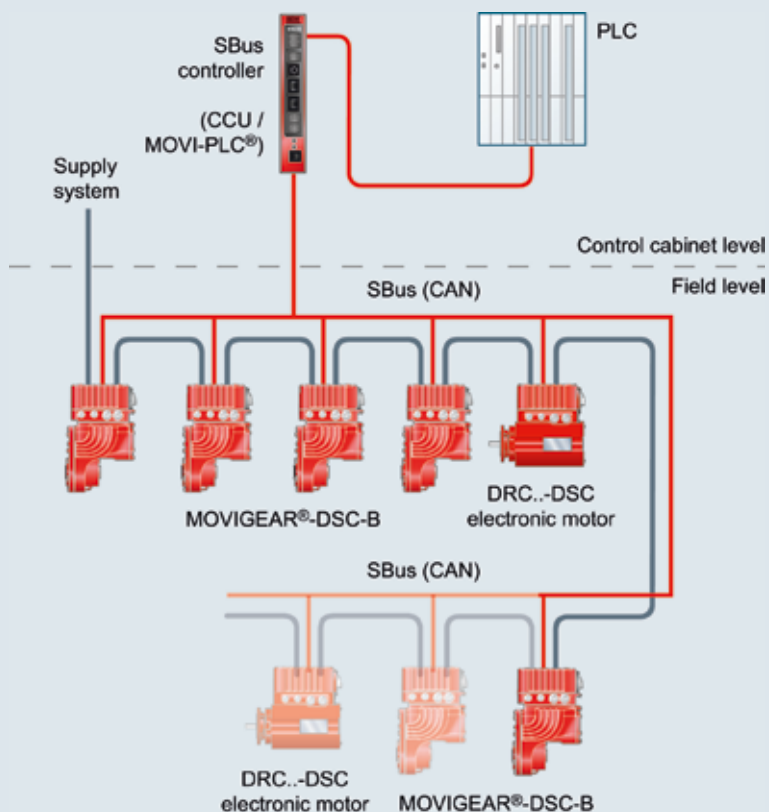 PLC
SBus
controller
(CCU /
MOVI-PLC®)
Supply
system
Control cabinet level
Field level
SBus (CAN)
MOVIGEAR®-DSC-B
DRC..-DSC
electronic motor
SBus (CAN)
DRC..-DSC
electronic motor
MOVIGEAR®-DSC-B